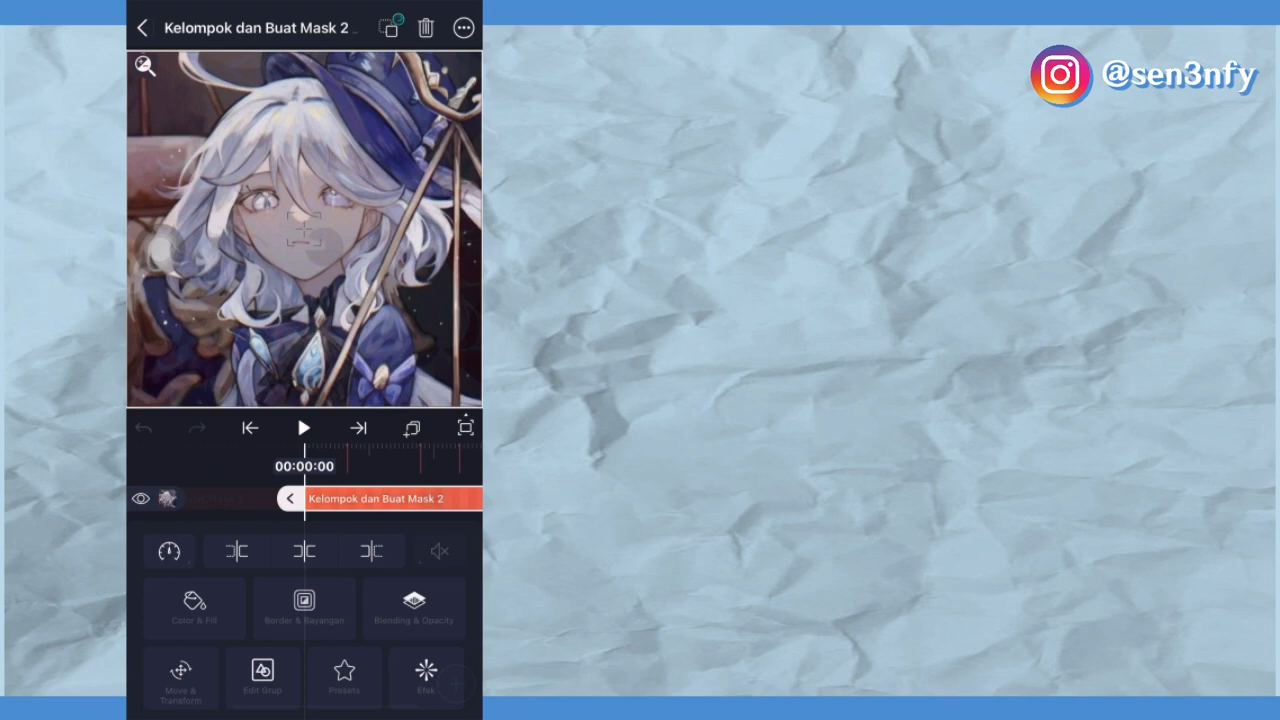 Kelompok dan Buat Mask 2
@sen3nfy
00:00:00
Kelompok dan Buat Mask 2
Color & Fill
Border & Bayangan
Blending & Opacity
Move &
Transform
Edit Grup
Presets
Efek